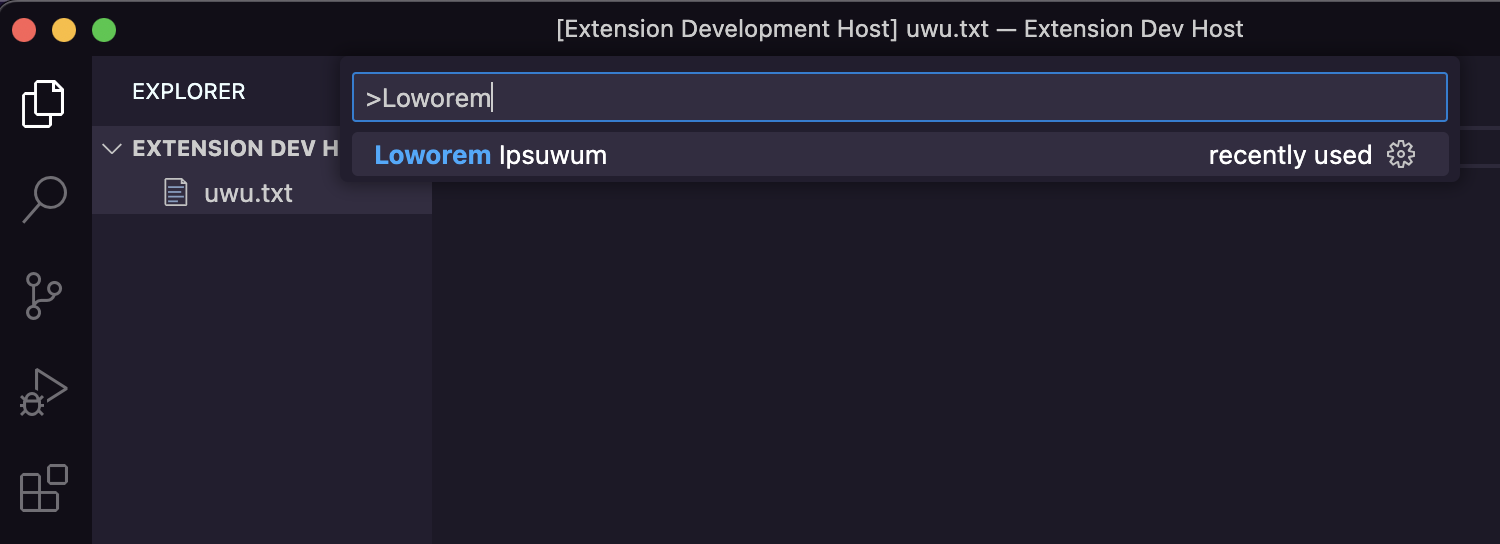 [Extension Development Host] uwu.txt — Extension Dev Host
EXPLORER
>Loworem
EXTENSION DEV H
Loworem Ipsuwum
recently used
uwu.txt